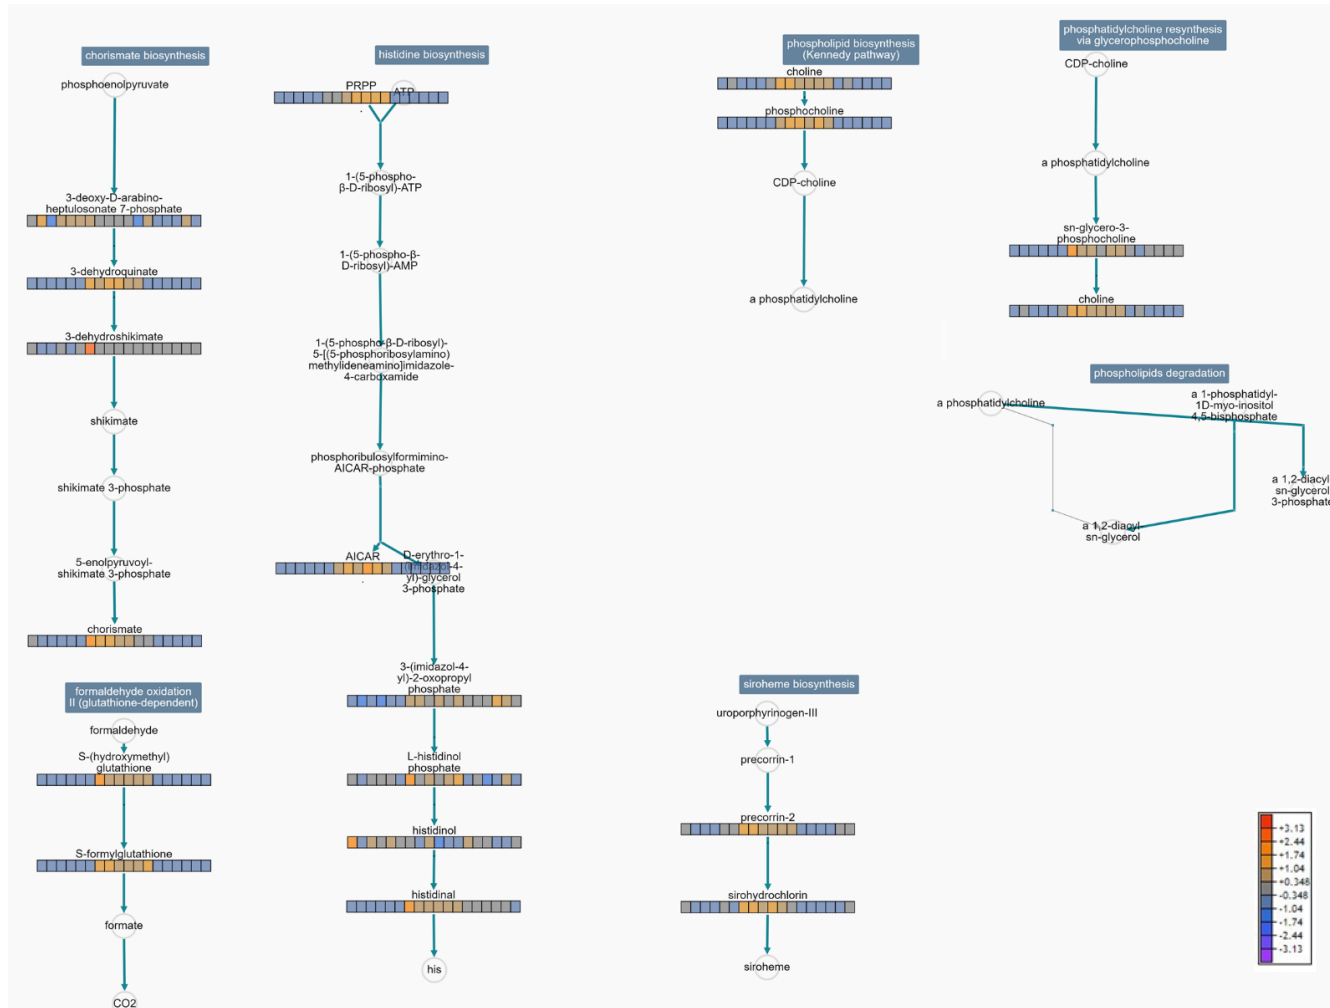 chorismate biosynthesis
phosphoenolpyruvate
3-deoxy-D-arabino-
heptulosonate 7-phosphate
3-dehydroquinate
3-dehydroshikimate
shikimate
shikimate 3-phosphate
5-enolpyruvoyl-
shikimate 3-phosphate
chorismate
formaldehyde oxidation
II (glutathione-dependent)
formaldehyde
S-(hydroxymethyl)
glutathione
S-formylglutathione
formate
CO2
histidine biosynthesis
PRPP
ATP
1-(5-phospho-
β-D-ribosyl)-ATP
1-(5-phospho-β-
D-ribosyl)-AMP
1-(5-phospho-β-D-ribosyl)-
5-[(5-phosphoribosylamino)
methylideneamino]imidazole-
4-carboxamide
phosphoribulosylformimino-
AICAR-phosphate
AICAR
D-erythro-1-
(imidazol-4-
yl)-glycerol
3-phosphate
3-(imidazol-4-
yl)-2-oxopropyl
phosphate
L-histidinol
phosphate
histidinol
histidinal
his
phospholipid biosynthesis
(Kennedy pathway)
choline
phosphocholine
CDP-choline
a phosphatidylcholine
siroheme biosynthesis
uroporphyrinogen-III
precorrin-1
precorrin-2
sirohydrochlorin
siroheme
phosphatidylcholine resynthesis
via glycerophosphocholine
CDP-choline
a phosphatidylcholine
sn-glycero-3-
phosphocholine
choline
phospholipids degradation
a phosphatidylcholine
a 1-phosphatidyl-
1D-myo-inositol
4,5-bisphosphate
a 1,2-diacyl
sn-glycerol
3-phosphate
a 1,2-diacyl-
sn-glycerol
+3.13
+2.44
+1.74
+1.04
+0.348
-0.348
-1.04
-1.74
-2.44
-3.13